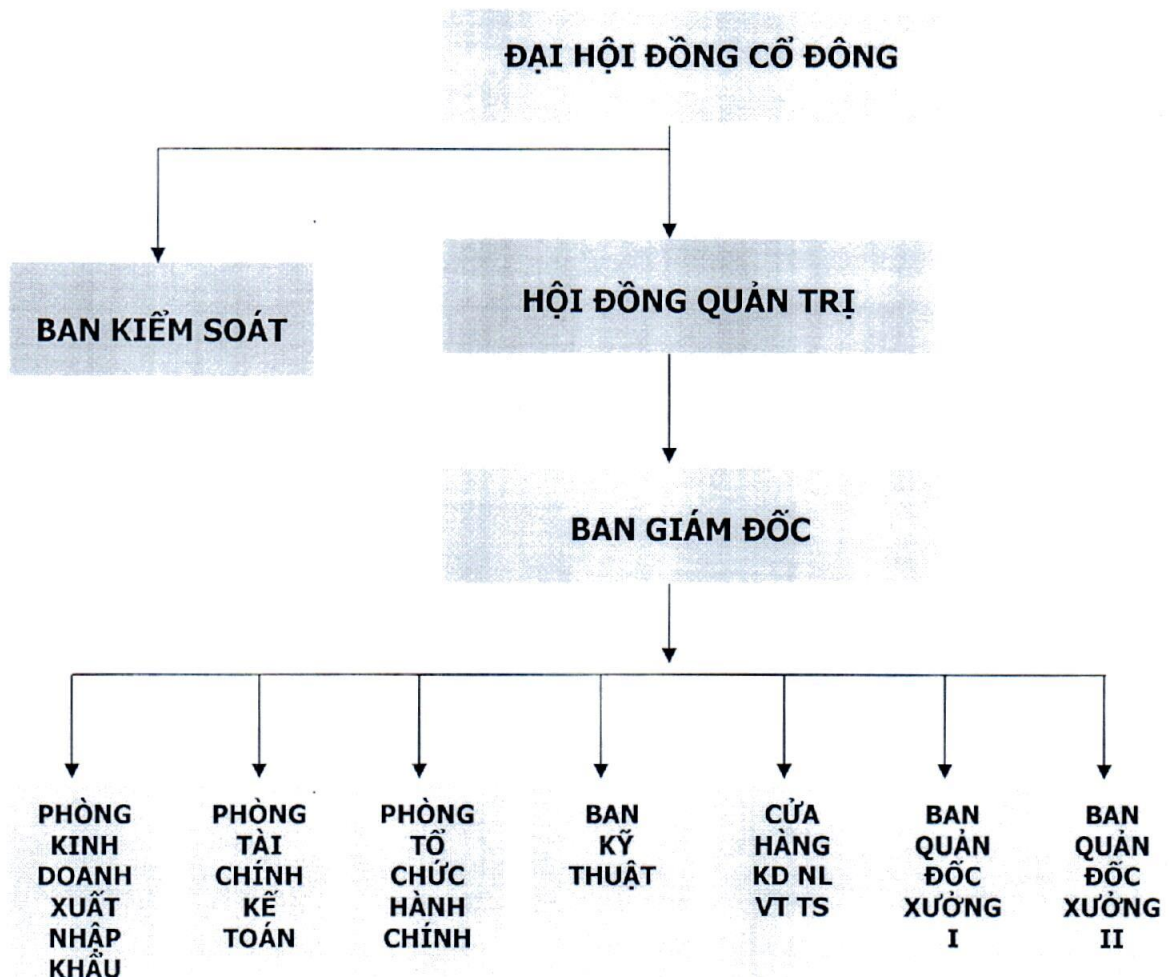 ĐẠI HỘI ĐỒNG CỔ ĐÔNG
BAN KIỂM SOÁT
HỘI ĐỒNG QUẢN TRỊ
BAN GIÁM ĐỐC
PHÒNG
KINH
DOANH
XUẤT
NHẬP
KHẨU
PHÒNG
TÀI
CHÍNH
KẾ
TOÁN
PHÒNG
TỔ
CHỨC
HÀNH
CHÍNH
BAN
KỸ
THUẬT
CỬA
HÀNG
KD NL
VT TS
BAN
QUẢN
ĐỐC
XƯỞNG
I
BAN
QUẢN
ĐỐC
XƯỞNG
II